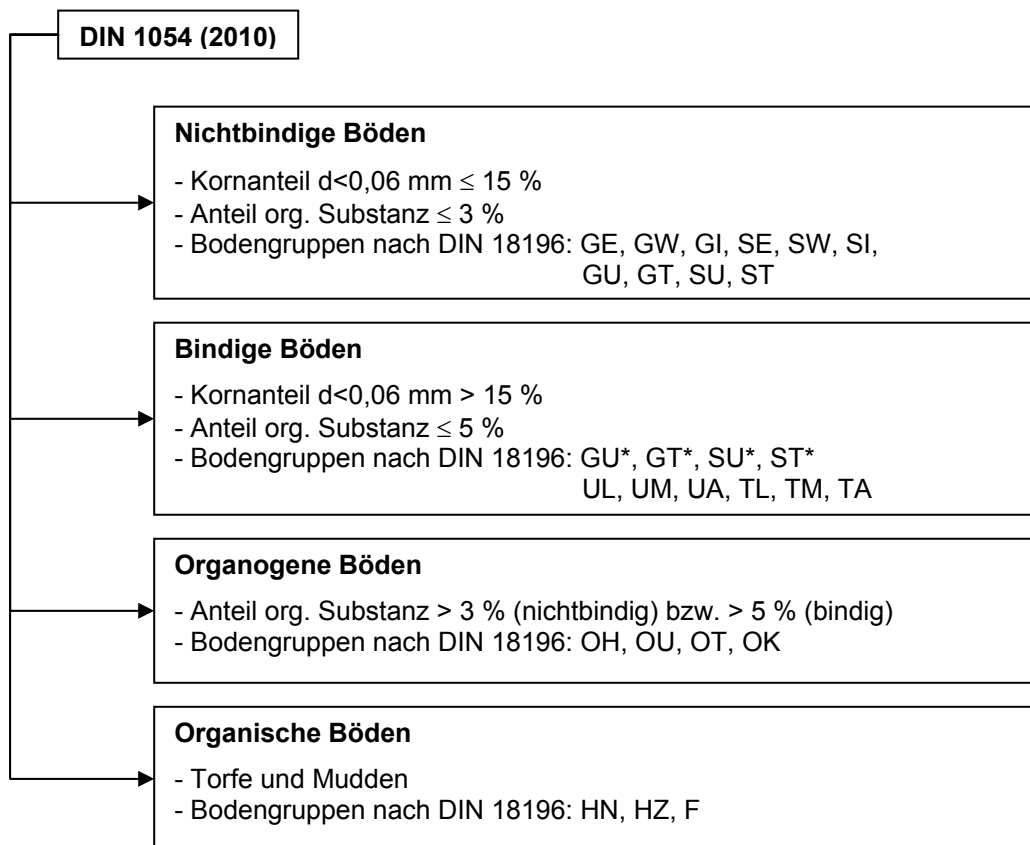 DIN 1054 (2010)
Nichtbindige Böden
- Kornanteil d<0,06 mm ≤ 15 %
- Anteil org. Substanz ≤ 3 %
- Bodengruppen nach DIN 18196: GE, GW, GI, SE, SW, SI,
GU, GT, SU, ST
Bindige Böden
- Kornanteil d<0,06 mm > 15 %
- Anteil org. Substanz ≤ 5 %
- Bodengruppen nach DIN 18196: GU*, GT*, SU*, ST*
UL, UM, UA, TL, TM, TA
Organogene Böden
- Anteil org. Substanz > 3 % (nichtbindig) bzw. > 5 % (bindig)
- Bodengruppen nach DIN 18196: OH, OU, OT, OK
Organische Böden
- Torfe und Mudden
- Bodengruppen nach DIN 18196: HN, HZ, F